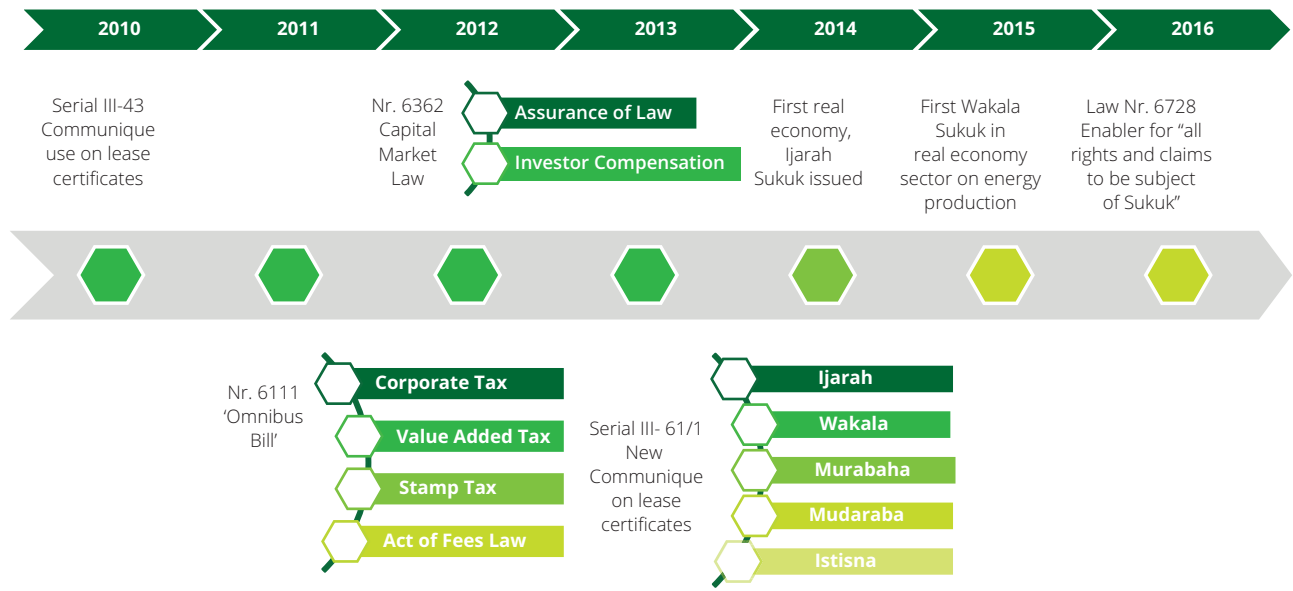 2010
2011
2012
2013
2014
2015
2016
Serial III-43
Communique
use on lease
certificates
Nr. 6362
Capital
Market
Law
Assurance of Law
Investor Compensation
First real
economy,
Ijarah
Sukuk issued
First Wakala
Sukuk in
real economy
sector on energy
production
Law Nr. 6728
Enabler for “all
rights and claims
to be subject
of Sukuk”
Nr. 6111
‘Omnibus
Bill’
Corporate Tax
Value Added Tax
Stamp Tax
Act of Fees Law
Serial III- 61/1
New
Communique
on lease
certificates
Ijarah
Wakala
Murabaha
Mudaraba
Istisna